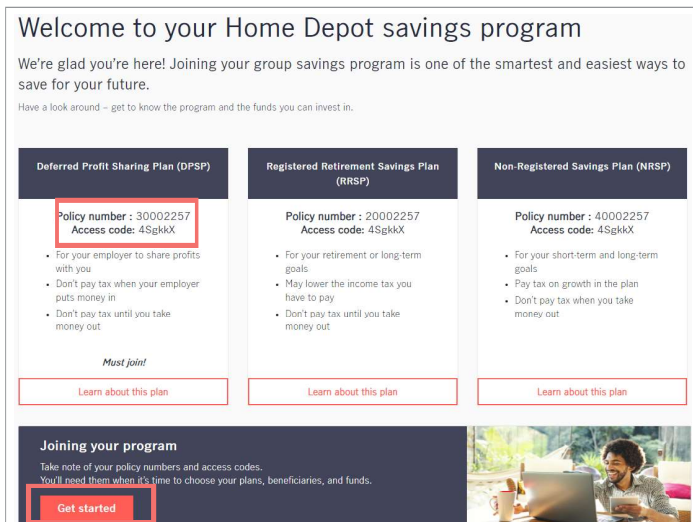 Welcome to your Home Depot savings program
We're glad you're here! Joining your group savings program is one of the smartest and easiest ways to
save for your future.
Have a look around – get to know the program and the funds you can invest in.
Deferred Profit Sharing Plan (DPSP)
Policy number : 30002257
Access code: 4SgkkX
• For your employer to share profits
with you
• Don't pay tax when your employer
puts money in
• Don't pay tax until you take
money out
Must join!
Learn about this plan
Registered Retirement Savings Plan
(RRSP)
Policy number : 20002257
Access code: 4SgkkX
• For your retirement or long-term
goals
• May lower the income tax you
have to pay
• Don't pay tax until you take
money out
Learn about this plan
Non-Registered Savings Plan (NRSP)
Policy number : 40002257
Access code: 4SgkkX
• For your short-term and long-term
goals
• Pay tax on growth in the plan
• Don't pay tax when you take
money out
Learn about this plan
Joining your program
Take note of your policy numbers and access codes.
You'll need them when it's time to choose your plans, beneficiaries, and funds.
Get started